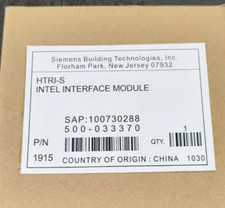 Siemens Building Technologies, Inc.
Florham Park, New Jersey 07932
HTRI-S
INTEL INTERFACE MODULE
SAP:100730288
500-033370
P/N
QTY.
1
1915
COUNTRY OF ORIGIN : CHINA
1030